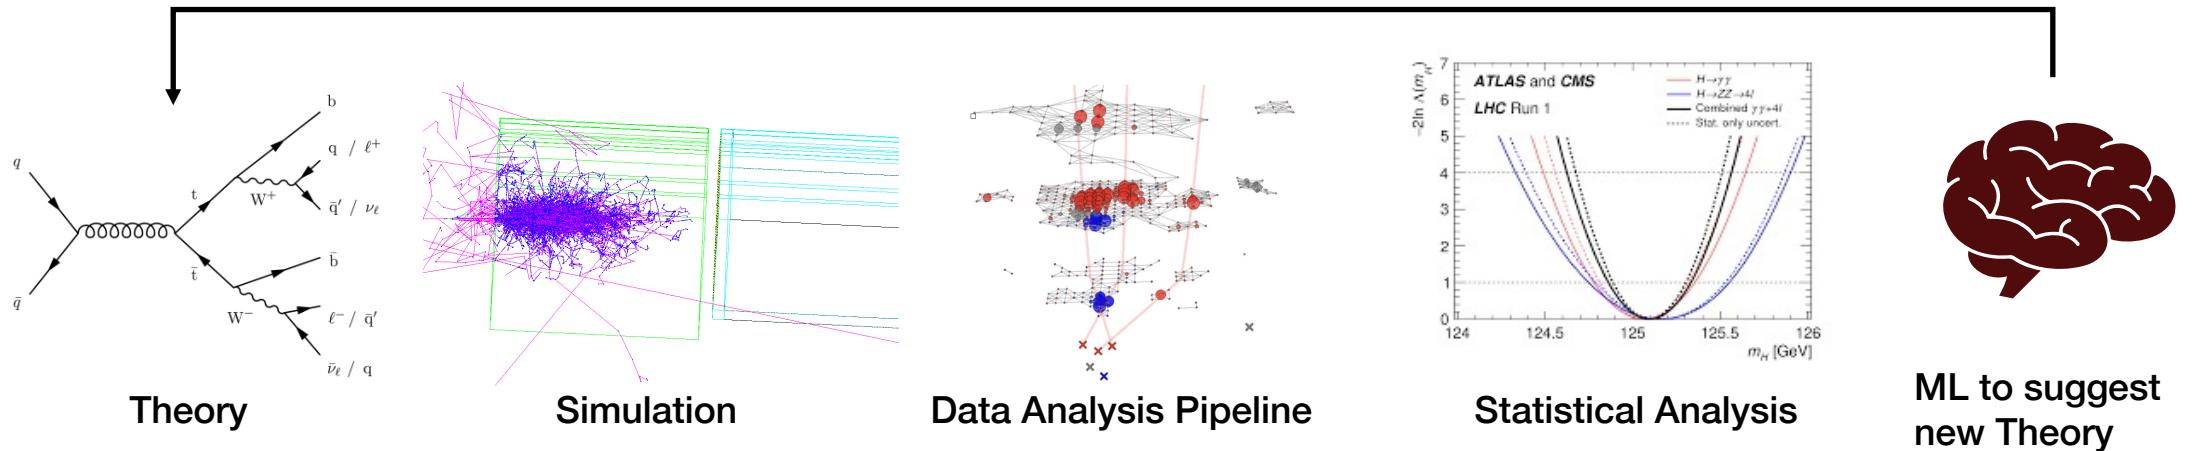 q
q̄
t
t̄
b
q / ℓ⁺
W⁺
q̄′ / ν_ℓ
b̄
W⁻
ℓ⁻ / q̄′
ν̄_ℓ / q
Theory
Simulation
Data Analysis Pipeline
−2ln Λ(m_H)
7
6
5
4
3
2
1
0
ATLAS and CMS
LHC Run 1
H→γγ
H→ZZ→4l
Combined γγ+4l
Stat. only uncert.
124 124.5 125 125.5 126
m_H [GeV]
Statistical Analysis
ML to suggest
new Theory